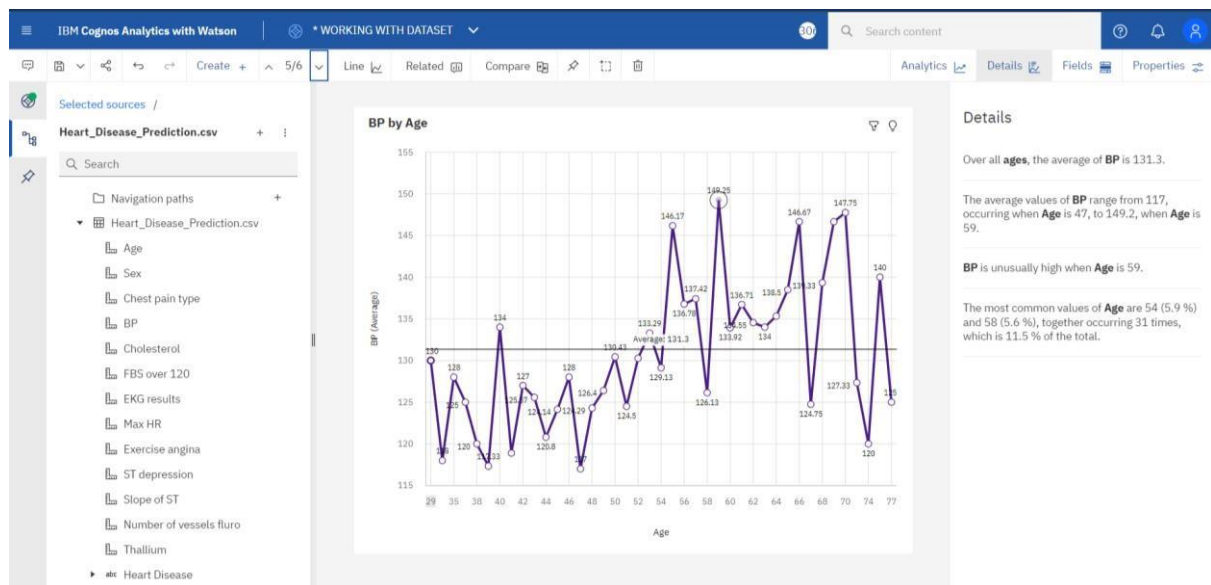 IBM Cognos Analytics with Watson
* WORKING WITH DATASET
Search content
Create +
5/6
Line
Related
Compare
Analytics
Details
Fields
Properties
Selected sources /
Heart_Disease_Prediction.csv
Search
Navigation paths
Heart_Disease_Prediction.csv
Age
Sex
Chest pain type
BP
Cholesterol
FBS over 120
EKG results
Max HR
Exercise angina
ST depression
Slope of ST
Number of vessels fluro
Thallium
abc Heart Disease
BP by Age
BP (Average)
155
150
145
140
135
130
125
120
115
130
128
125
120
134
127
124.14
120.8
128
126.4
130.43
124.5
133.29
Average: 131.3
129.13
146.17
136.78
137.42
126.13
149.25
133.92
136.71
134
138.5
146.67
124.75
147.75
127.33
120
140
29 35 38 40 42 44 46 48 50 52 54 56 58 60 62 64 66 68 70 74 77
Age
Details
Over all ages, the average of BP is 131.3.
The average values of BP range from 117,
occurring when Age is 47, to 149.2, when Age is
59.
BP is unusually high when Age is 59.
The most common values of Age are 54 (5.9 %)
and 58 (5.6 %), together occurring 31 times,
which is 11.5 % of the total.